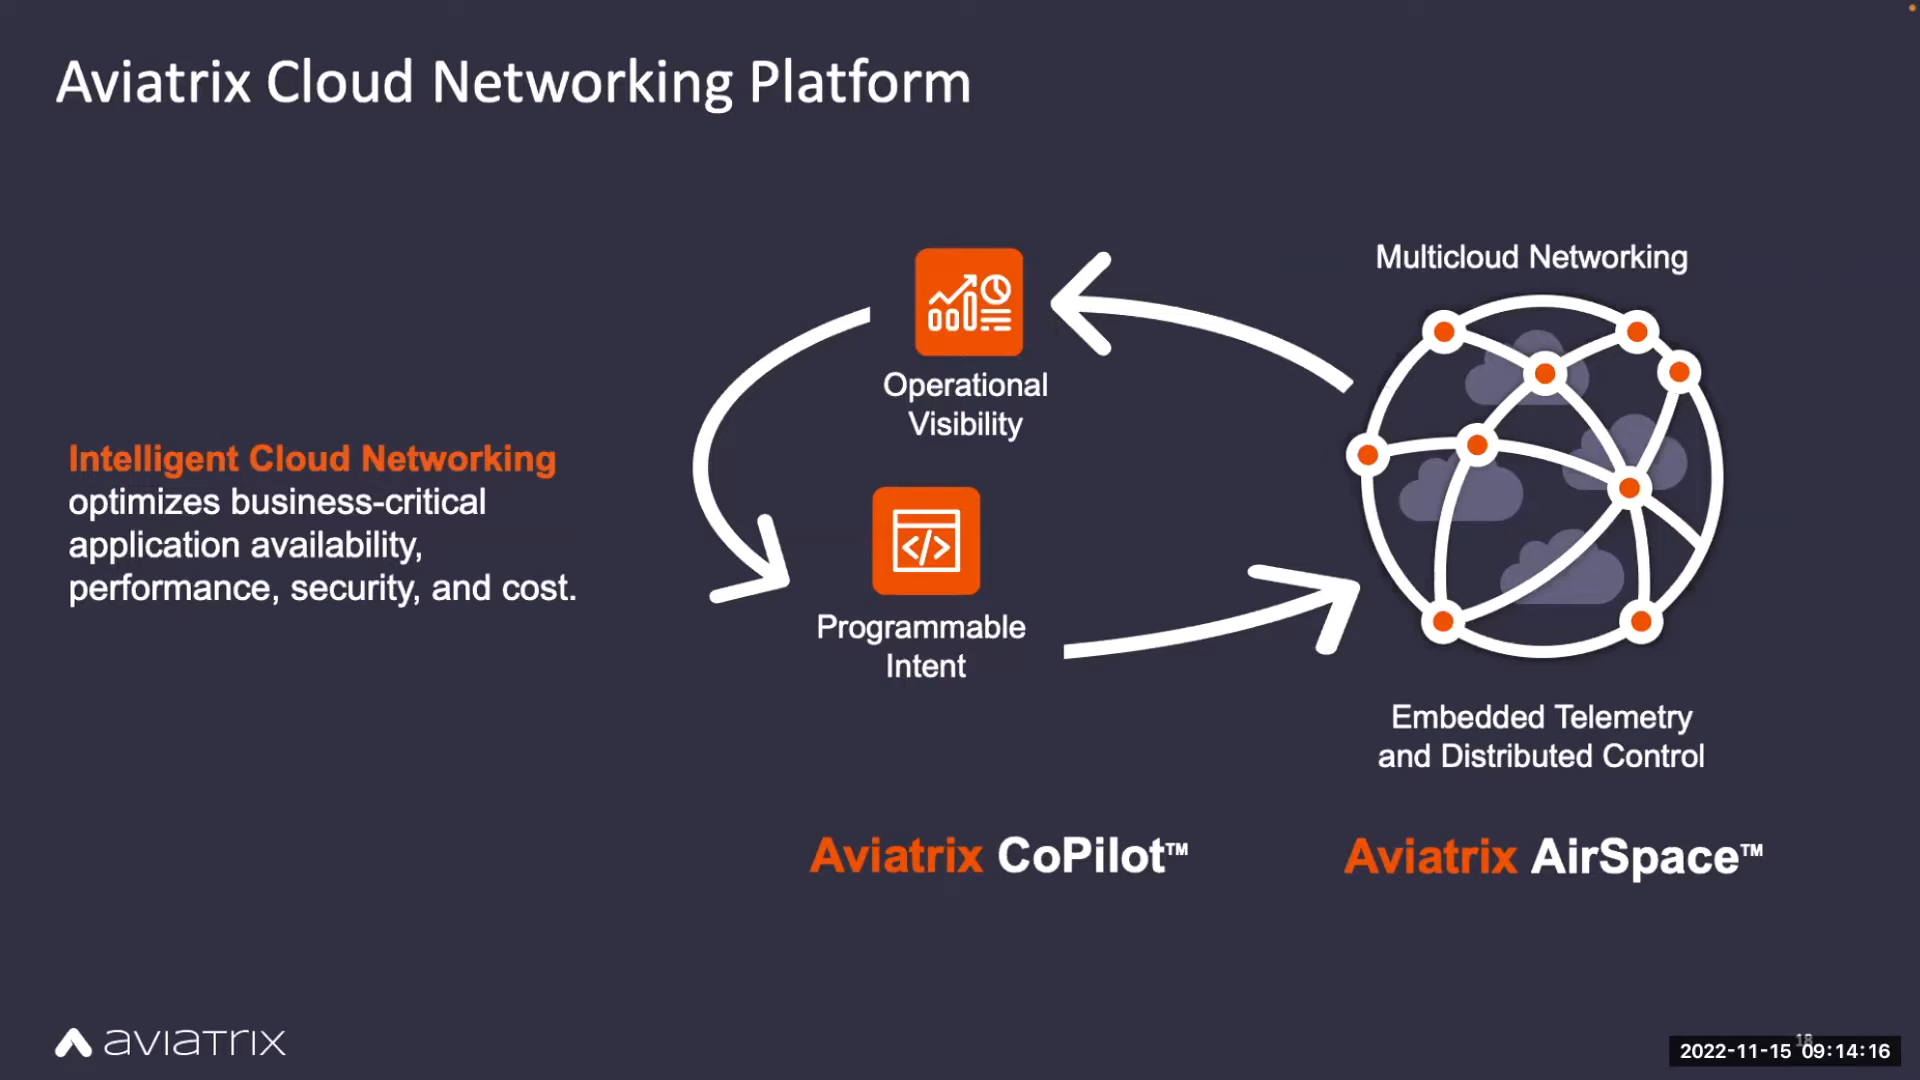 Aviatrix Cloud Networking Platform
Intelligent Cloud Networking
optimizes business-critical
application availability,
performance, security, and cost.
Operational
Visibility
</>
Programmable
Intent
Multicloud Networking
Embedded Telemetry
and Distributed Control
Aviatrix CoPilot™
Aviatrix AirSpace™
aviatrix
18
2022-11-15 09:14:16